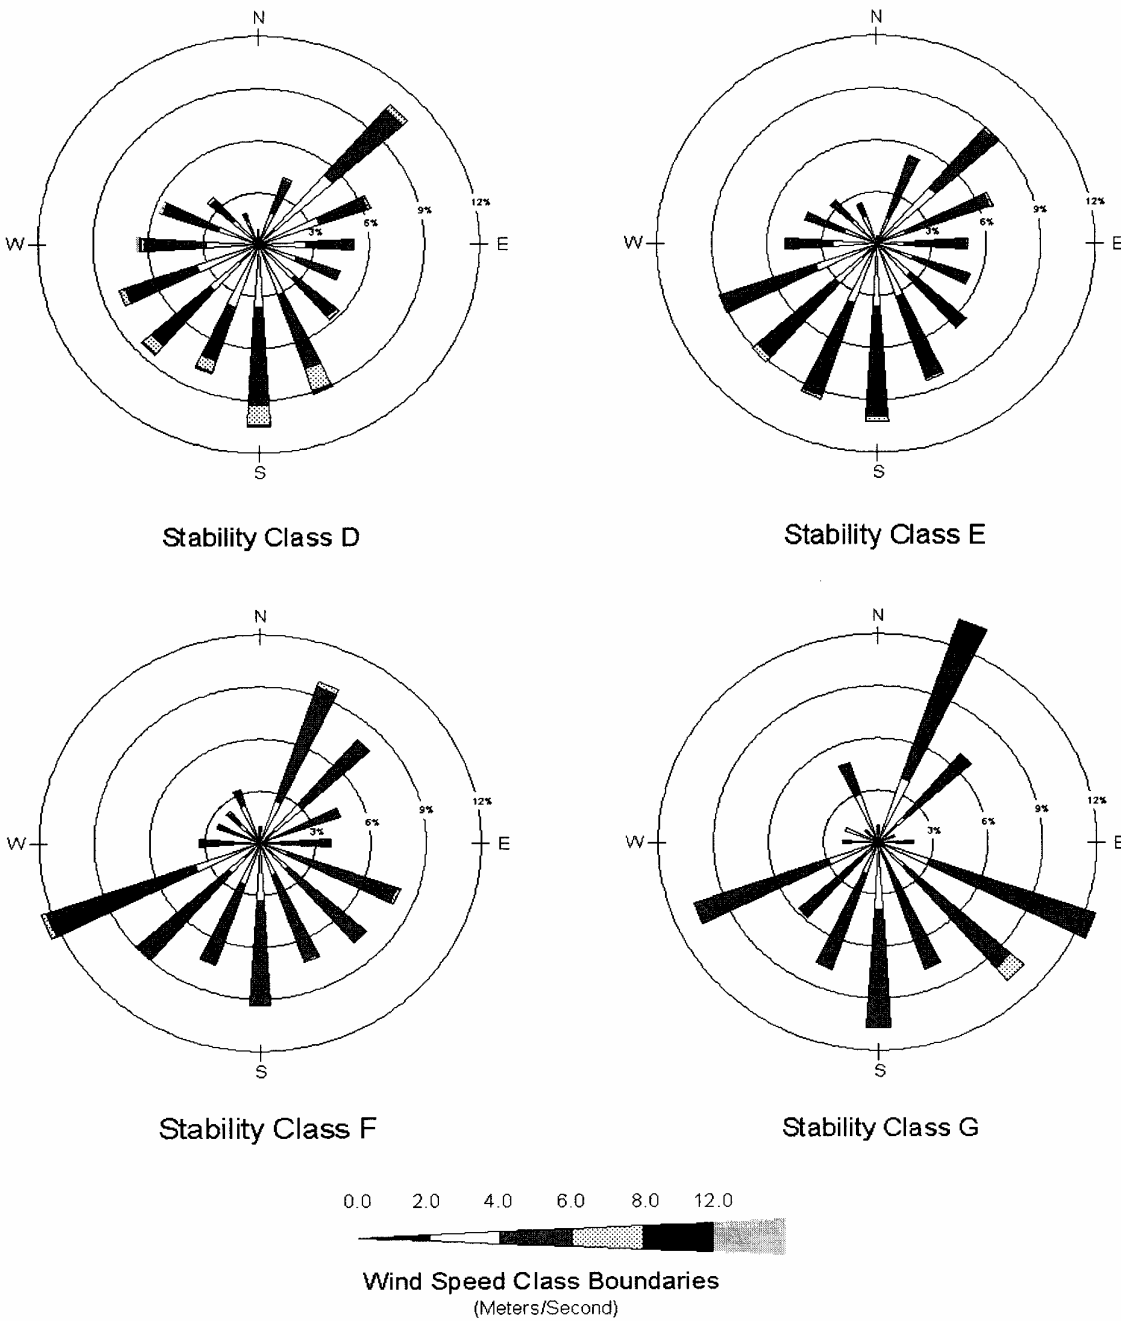 N
N
12%
12%
9%
9%
6%
6%
3%
3%
W
E
W
E
S
S
Stability Class D
Stability Class E
N
N
12%
12%
9%
9%
6%
6%
3%
3%
W
E
W
E
S
S
Stability Class F
Stability Class G
0.0 2.0 4.0 6.0 8.0 12.0
Wind Speed Class Boundaries
(Meters/Second)